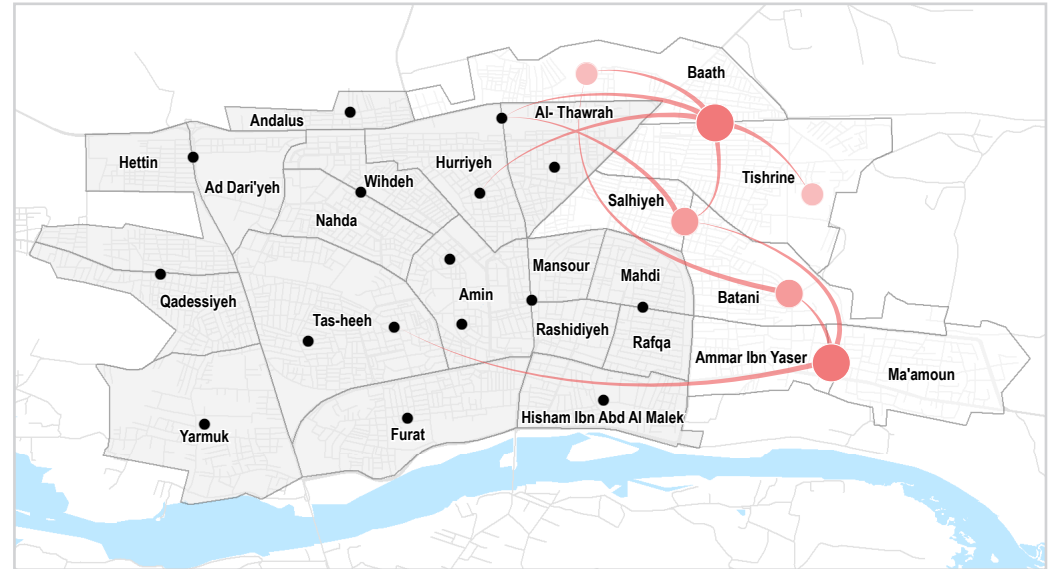 Baath
Al- Thawrah
Andalus
Hettin
Ad Dari'yeh
Wihdeh
Hurriyeh
Tishrine
Nahda
Salhiyeh
Mansour
Mahdi
Qadessiyeh
Amin
Batani
Tas-heeh
Rashidiyeh
Rafqa
Ammar Ibn Yaser
Ma'amoun
Hisham Ibn Abd Al Malek
Yarmuk
Furat